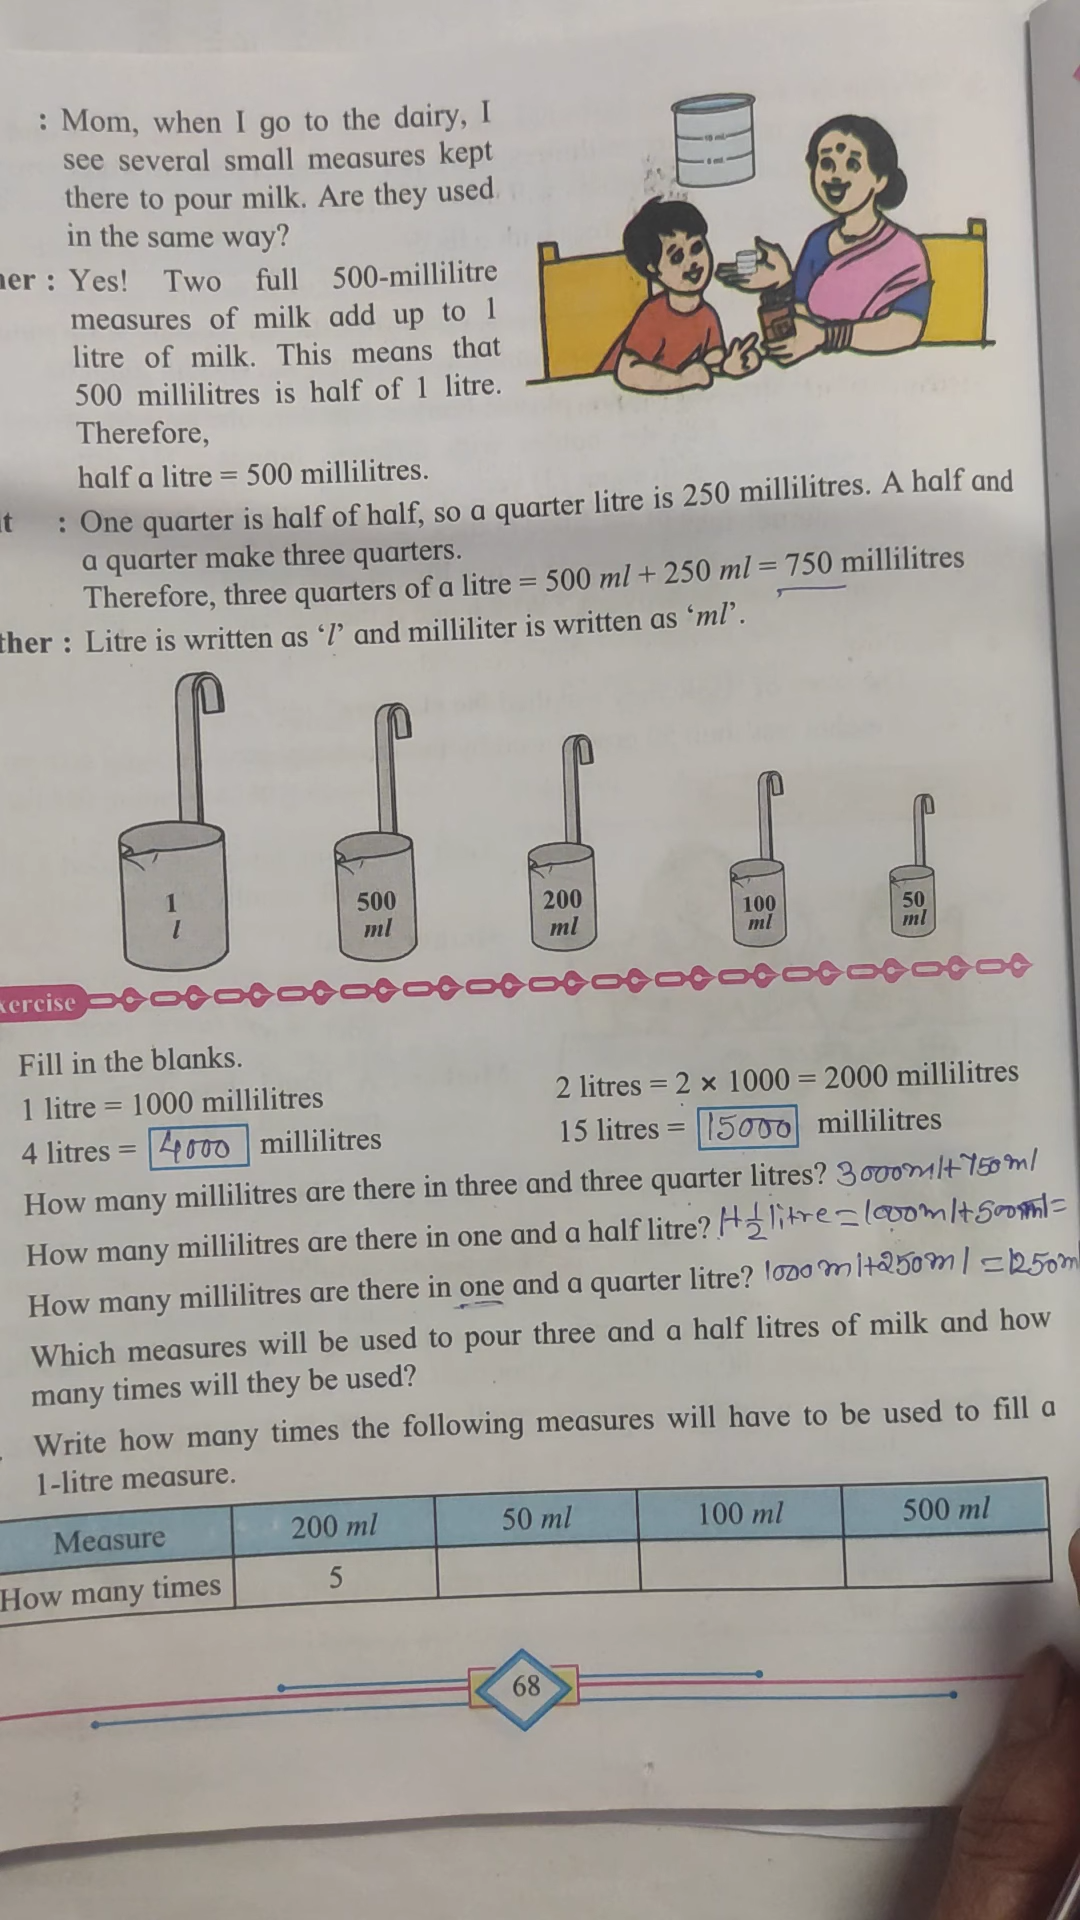 : Mom, when I go to the dairy, I
see several small measures kept
there to pour milk. Are they used
in the same way?
her : Yes! Two full 500-millilitre
measures of milk add up to 1
litre of milk. This means that
500 millilitres is half of 1 litre.
Therefore,
half a litre = 500 millilitres.
it : One quarter is half of half, so a quarter litre is 250 millilitres. A half and
a quarter make three quarters.
Therefore, three quarters of a litre = 500 ml + 250 ml = 750 millilitres
ther : Litre is written as ‘l’ and milliliter is written as ‘ml’.
1 l
500 ml
200 ml
100 ml
50 ml
xercise
Fill in the blanks.
1 litre = 1000 millilitres
2 litres = 2 × 1000 = 2000 millilitres
4 litres = 4000 millilitres
15 litres = 15000 millilitres
How many millilitres are there in three and three quarter litres? 3000ml+750ml
How many millilitres are there in one and a half litre? 1+½litre=1000ml+500ml=
How many millilitres are there in one and a quarter litre? 1000ml+250ml=1250m
Which measures will be used to pour three and a half litres of milk and how
many times will they be used?
Write how many times the following measures will have to be used to fill a
1-litre measure.
Measure 200 ml 50 ml 100 ml 500 ml
How many times 5
68